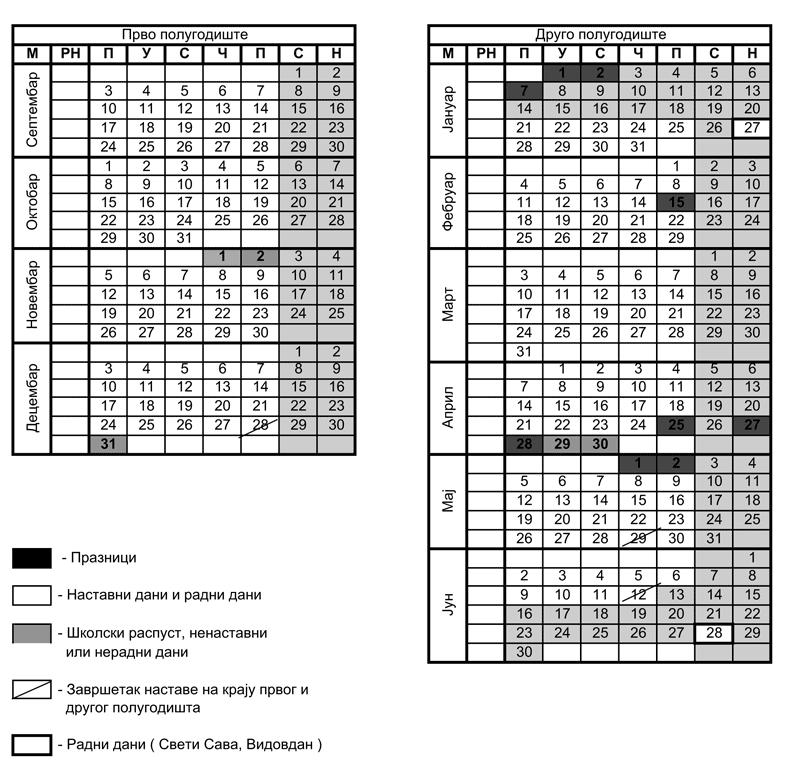 Прво полугодиште
М РН П У С Ч П С Н
Септембар
1 2
3 4 5 6 7 8 9
10 11 12 13 14 15 16
17 18 19 20 21 22 23
24 25 26 27 28 29 30
Октобар
1 2 3 4 5 6 7
8 9 10 11 12 13 14
15 16 17 18 19 20 21
22 23 24 25 26 27 28
29 30 31
Новембар
1 2 3 4
5 6 7 8 9 10 11
12 13 14 15 16 17 18
19 20 21 22 23 24 25
26 27 28 29 30
Децембар
1 2
3 4 5 6 7 8 9
10 11 12 13 14 15 16
17 18 19 20 21 22 23
24 25 26 27 28 29 30
31
Друго полугодиште
М РН П У С Ч П С Н
Јануар
1 2 3 4 5 6
7 8 9 10 11 12 13
14 15 16 17 18 19 20
21 22 23 24 25 26 27
28 29 30 31
Фебруар
1 2 3
4 5 6 7 8 9 10
11 12 13 14 15 16 17
18 19 20 21 22 23 24
25 26 27 28 29
Март
1 2
3 4 5 6 7 8 9
10 11 12 13 14 15 16
17 18 19 20 21 22 23
24 25 26 27 28 29 30
31
Април
1 2 3 4 5 6
7 8 9 10 11 12 13
14 15 16 17 18 19 20
21 22 23 24 25 26 27
28 29 30
Мај
1 2 3 4
5 6 7 8 9 10 11
12 13 14 15 16 17 18
19 20 21 22 23 24 25
26 27 28 29 30 31
Јун
1
2 3 4 5 6 7 8
9 10 11 12 13 14 15
16 17 18 19 20 21 22
23 24 25 26 27 28 29
30
- Празници
- Наставни дани и радни дани
- Школски распуст, ненаставни
или нерадни дани
- Завршетак наставе на крају првог и
другог полугодишта
- Радни дани ( Свети Сава, Видовдан )